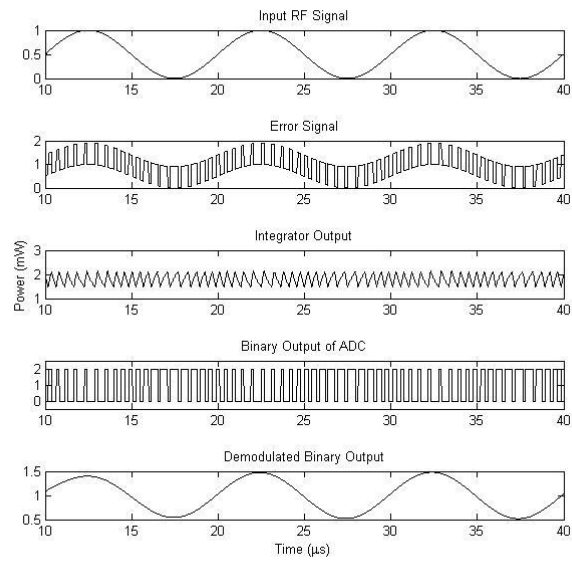 Input RF Signal
1
0.5
0
10 15 20 25 30 35 40
Error Signal
2
1
0
10 15 20 25 30 35 40
Integrator Output
3
2
1
10 15 20 25 30 35 40
Power (mW)
Binary Output of ADC
2
1
0
10 15 20 25 30 35 40
Demodulated Binary Output
1.5
1
0.5
10 15 20 25 30 35 40
Time (μs)